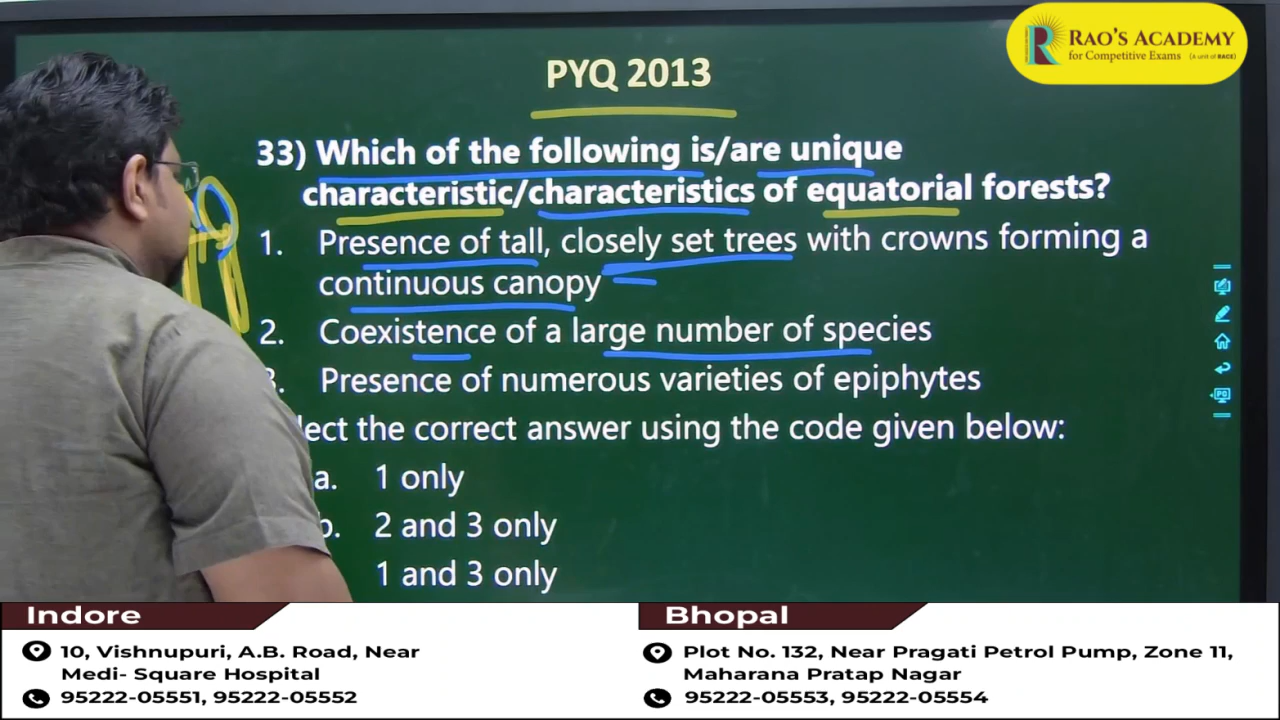 RAO'S ACADEMY
for Competitive Exams (A unit of RACE)
PYQ 2013
33) Which of the following is/are unique
characteristic/characteristics of equatorial forests?
1. Presence of tall, closely set trees with crowns forming a
continuous canopy
2. Coexistence of a large number of species
3. Presence of numerous varieties of epiphytes
lect the correct answer using the code given below:
a. 1 only
b. 2 and 3 only
1 and 3 only
Indore
10, Vishnupuri, A.B. Road, Near
Medi- Square Hospital
95222-05551, 95222-05552
Bhopal
Plot No. 132, Near Pragati Petrol Pump, Zone 11,
Maharana Pratap Nagar
95222-05553, 95222-05554